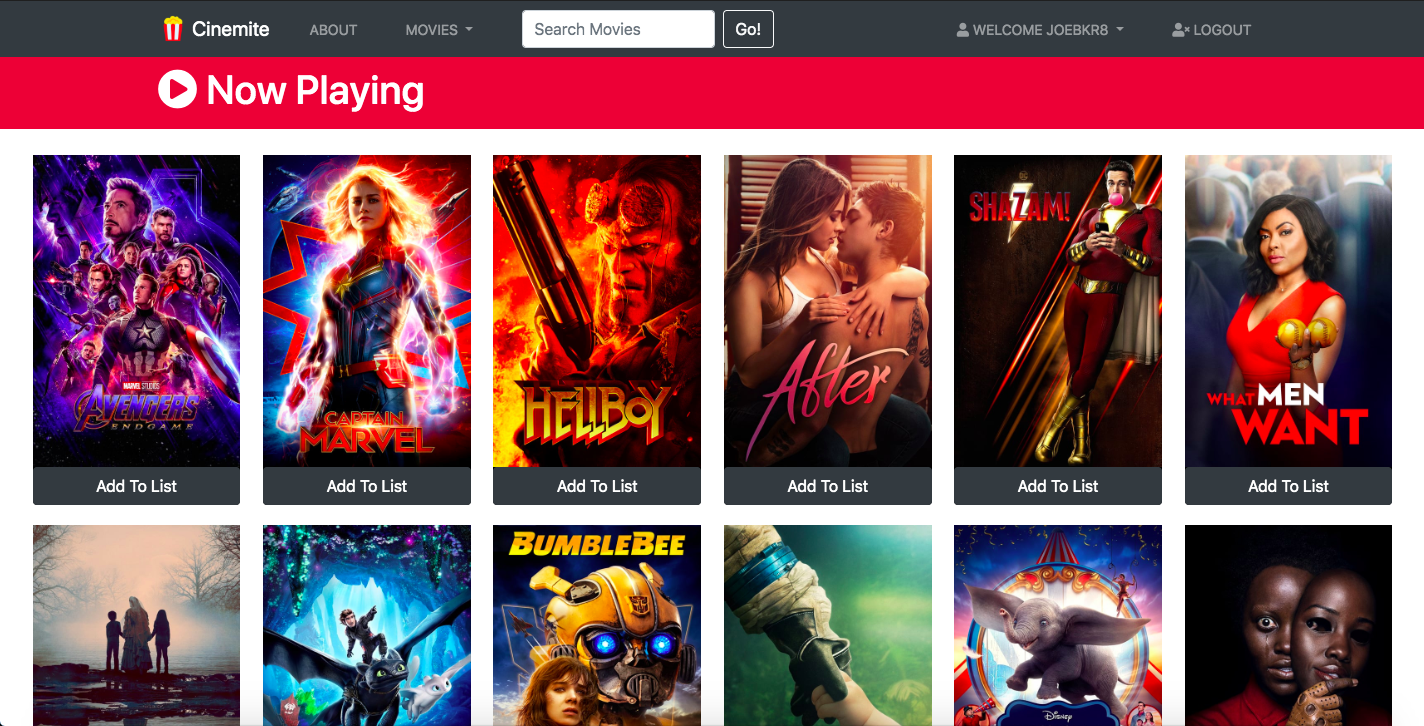 Cinemite ABOUT MOVIES Search Movies Go! WELCOME JOEBKR8 LOGOUT
Now Playing
SHAZAM!
MARVEL STUDIOS
AVENGERS
ENDGAME
CAPTAIN
MARVEL
HELLBOY
After
WHAT MEN
WANT
Add To List Add To List Add To List Add To List Add To List Add To List
BUMBLEBEE
Disney